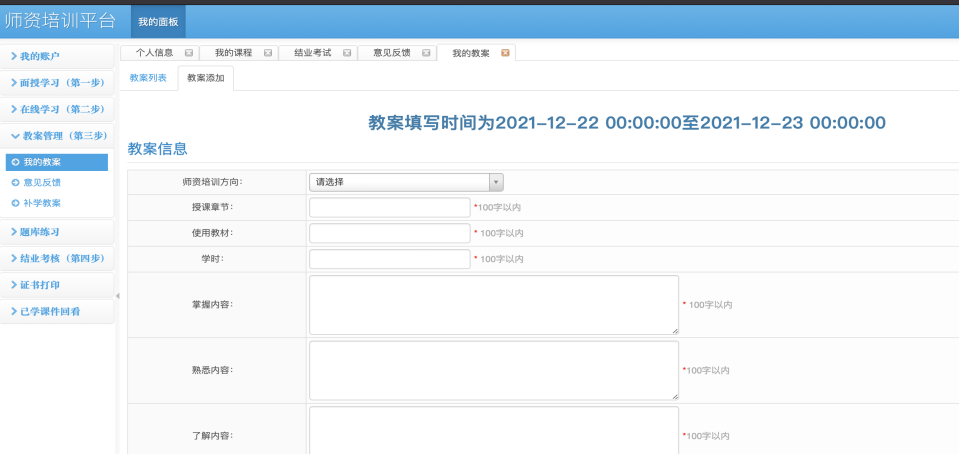 师资培训平台 我的面板
我的账户
面授学习（第一步）
在线学习（第二步）
教案管理（第三步）
我的教案
意见反馈
补学教案
题库练习
结业考核（第四步）
证书打印
已学课件回看
个人信息 我的课程 结业考试 意见反馈 我的教案
教案列表 教案添加
教案填写时间为2021-12-22 00:00:00至2021-12-23 00:00:00
教案信息
师资培训方向: 请选择
授课章节: *100字以内
使用教材: * 100字以内
学时: * 100字以内
掌握内容: * 100字以内
熟悉内容: *100字以内
了解内容: *100字以内